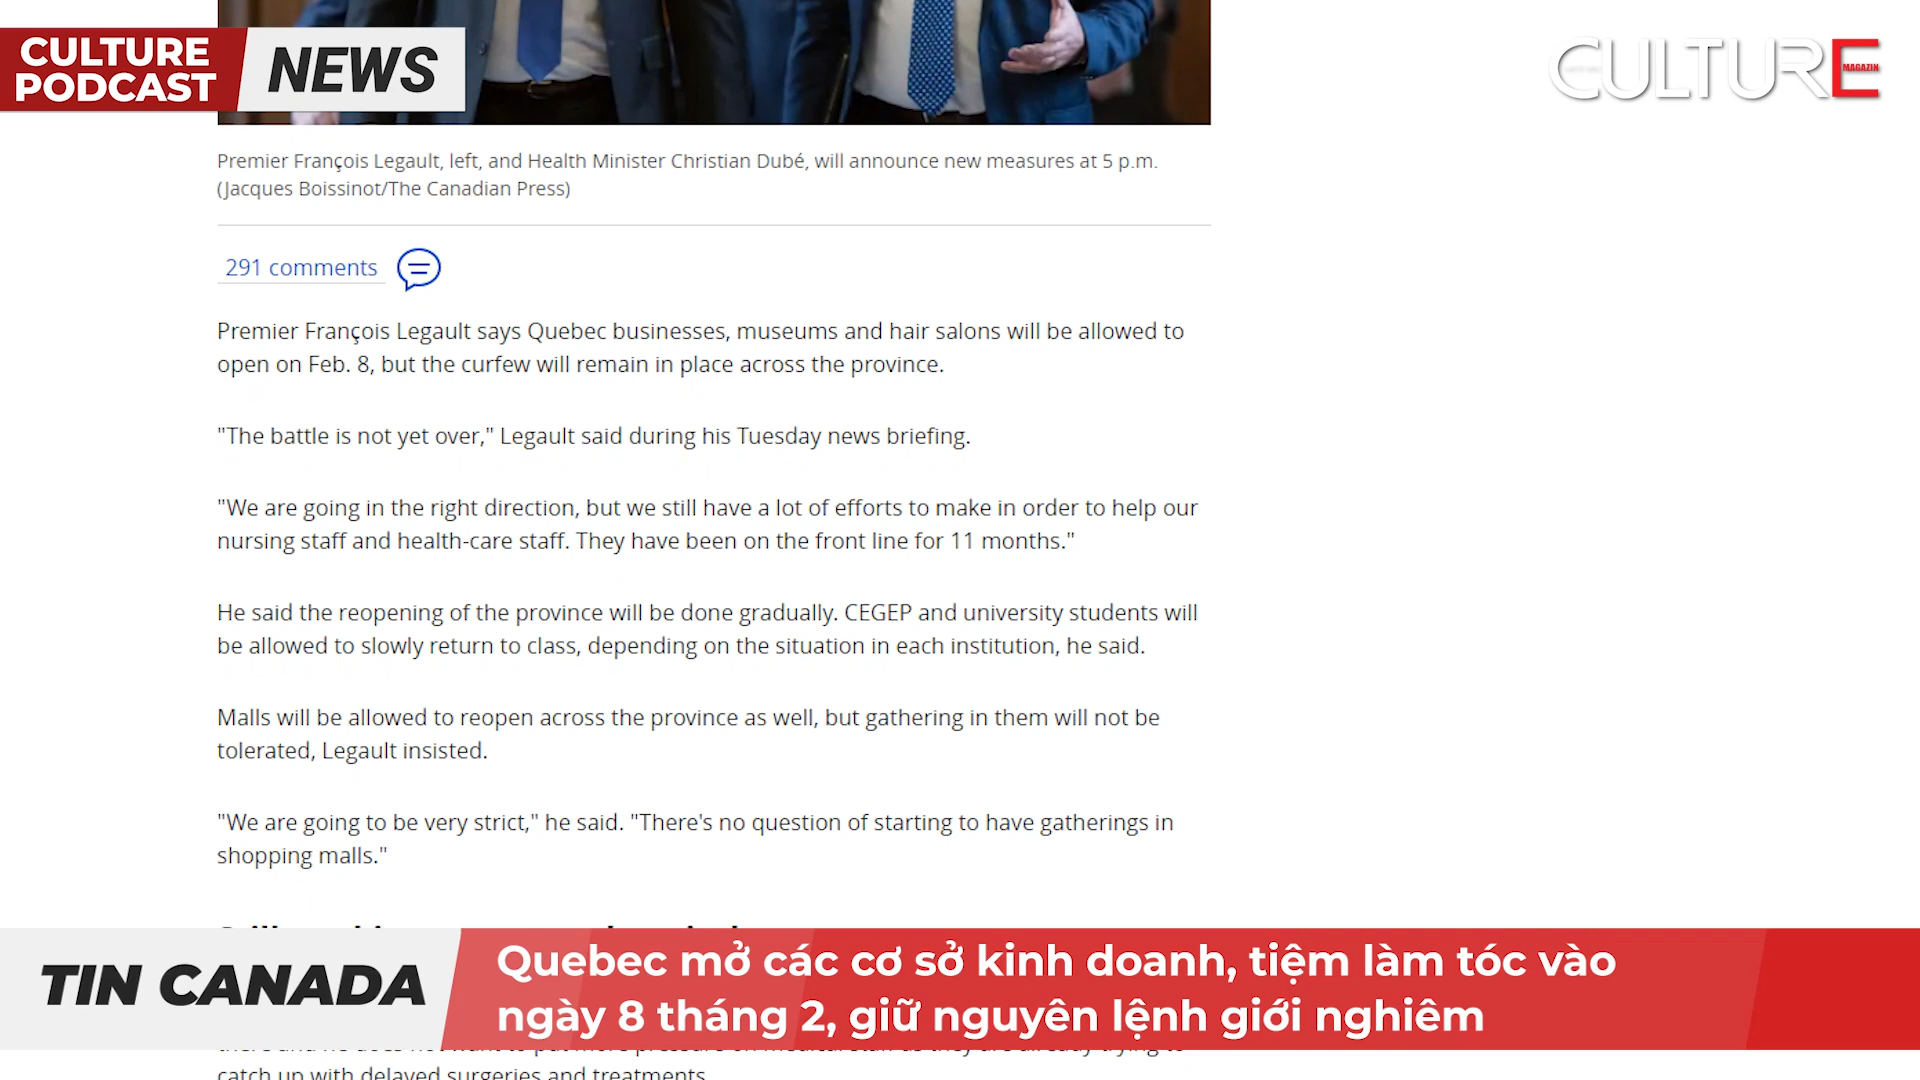 CULTURE
PODCAST
NEWS
CULTURE
MAGAZIN
Premier François Legault, left, and Health Minister Christian Dubé, will announce new measures at 5 p.m.
(Jacques Boissinot/The Canadian Press)
291 comments
Premier François Legault says Quebec businesses, museums and hair salons will be allowed to
open on Feb. 8, but the curfew will remain in place across the province.
"The battle is not yet over," Legault said during his Tuesday news briefing.
"We are going in the right direction, but we still have a lot of efforts to make in order to help our
nursing staff and health-care staff. They have been on the front line for 11 months."
He said the reopening of the province will be done gradually. CEGEP and university students will
be allowed to slowly return to class, depending on the situation in each institution, he said.
Malls will be allowed to reopen across the province as well, but gathering in them will not be
tolerated, Legault insisted.
"We are going to be very strict," he said. "There's no question of starting to have gatherings in
shopping malls."
TIN CANADA
Quebec mở các cơ sở kinh doanh, tiệm làm tóc vào
ngày 8 tháng 2, giữ nguyên lệnh giới nghiêm
catch up with delayed surgeries and treatments.